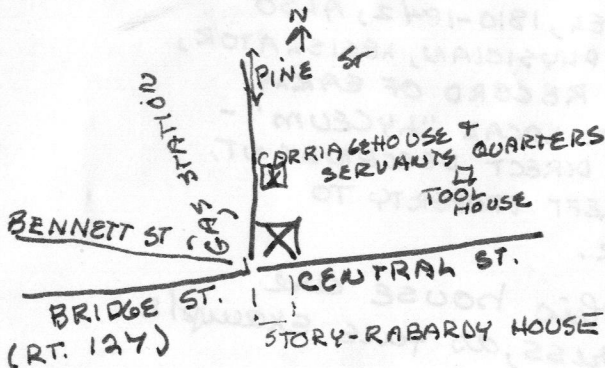 N
PINE ST
(GAS STATION)
CARRIAGEHOUSE +
SERVANTS QUARTERS
TOOL
HOUSE
BENNETT ST
CENTRAL ST.
BRIDGE ST.
(RT. 127)
STORY-RABARDY HOUSE